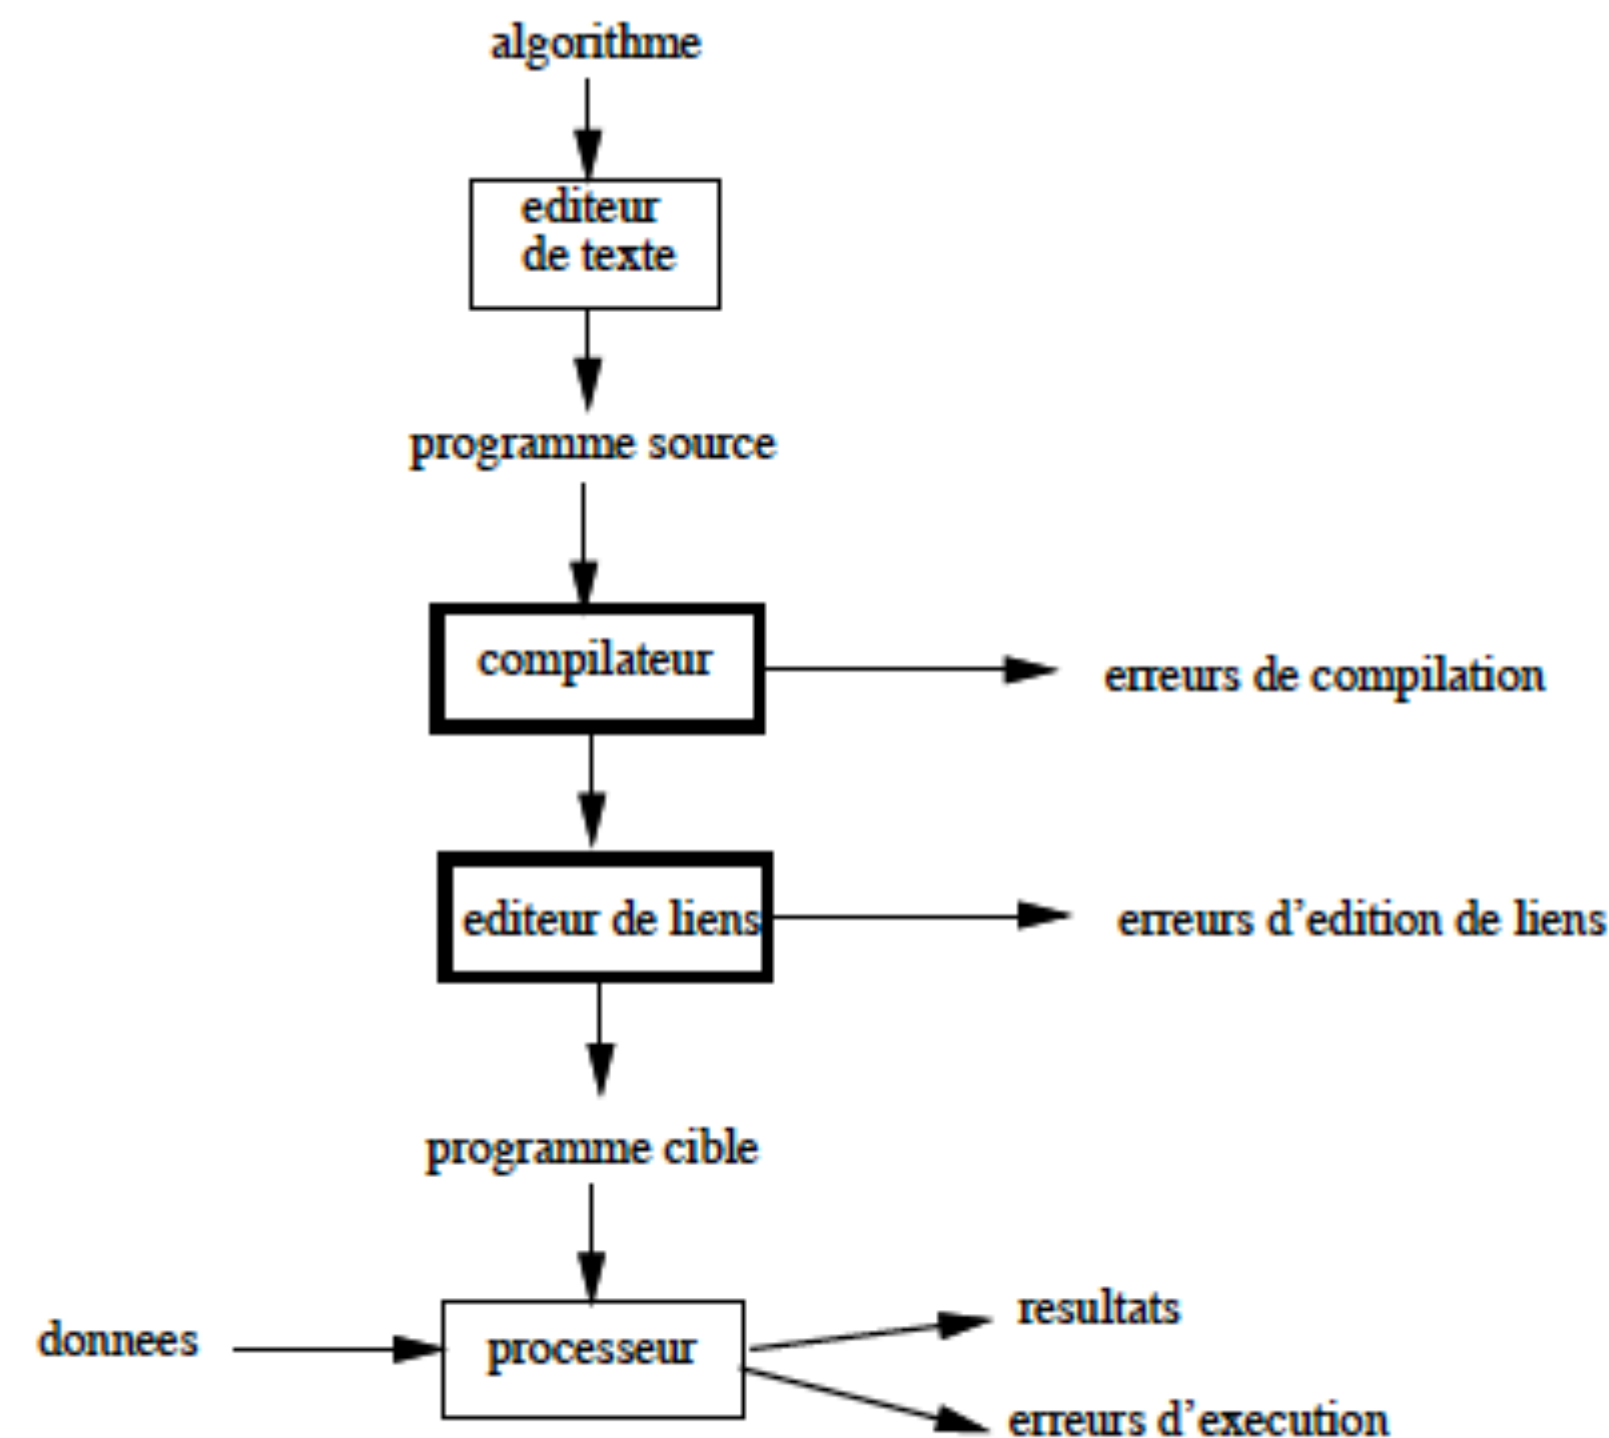 algorithme
editeur
de texte
programme source
compilateur
erreurs de compilation
editeur de liens
erreurs d'edition de liens
programme cible
donnees
processeur
resultats
erreurs d'execution